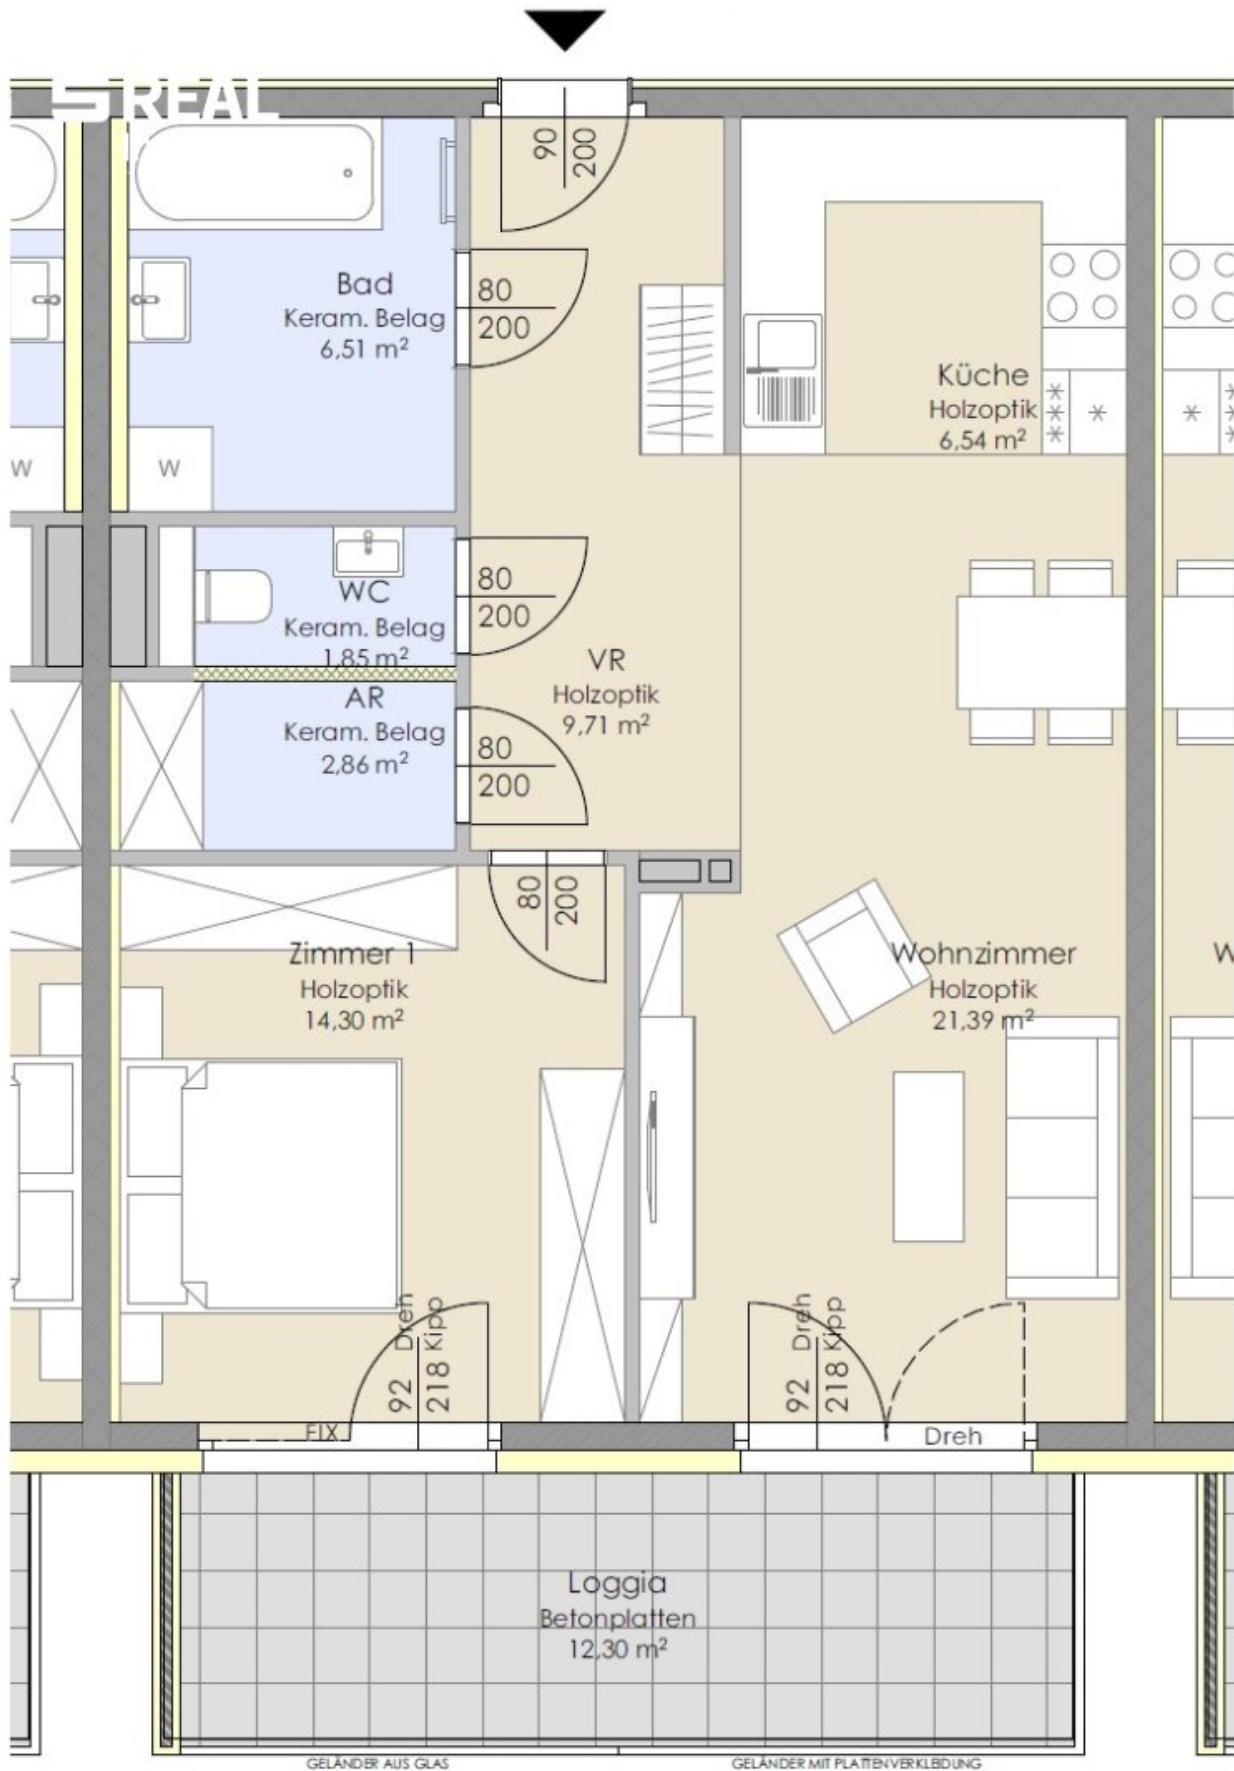 S REAL
90
200
Bad
Keram. Belag
6,51 m²
80
200
Küche
Holzoptik
6,54 m²
W
W
WC
Keram. Belag
1,85 m²
80
200
VR
Holzoptik
9,71 m²
AR
Keram. Belag
2,86 m²
80
200
80
200
Zimmer 1
Holzoptik
14,30 m²
Wohnzimmer
Holzoptik
21,39 m²
W
92 Dreh
218 Kipp
92 Dreh
218 Kipp
FIX
Dreh
Loggia
Betonplatten
12,30 m²
GELÄNDER AUS GLAS
GELÄNDER MIT PLATTENVERKLEIDUNG